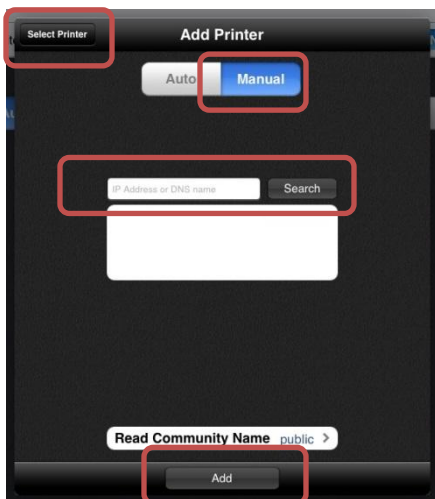 Select Printer
Add Printer
Auto
Manual
IP Address or DNS name
Search
Read Community Name public >
Add